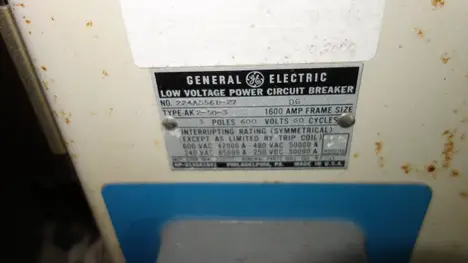 GENERAL GE ELECTRIC
LOW VOLTAGE POWER CIRCUIT BREAKER
NO. 224A5561-27 DG
TYPE-AK 2-50-3 1600 AMP FRAME SIZE
3 POLES 600 VOLTS 60 CYCLES
INTERRUPTING RATING (SYMMETRICAL)
EXCEPT AS LIMITED BY TRIP COIL)
600 VAC 42000 A 480 VAC 50000 A
240 VAC 65000 A 250 VDC 50000 A
PHILADELPHIA, PA. MADE IN U.S.A.